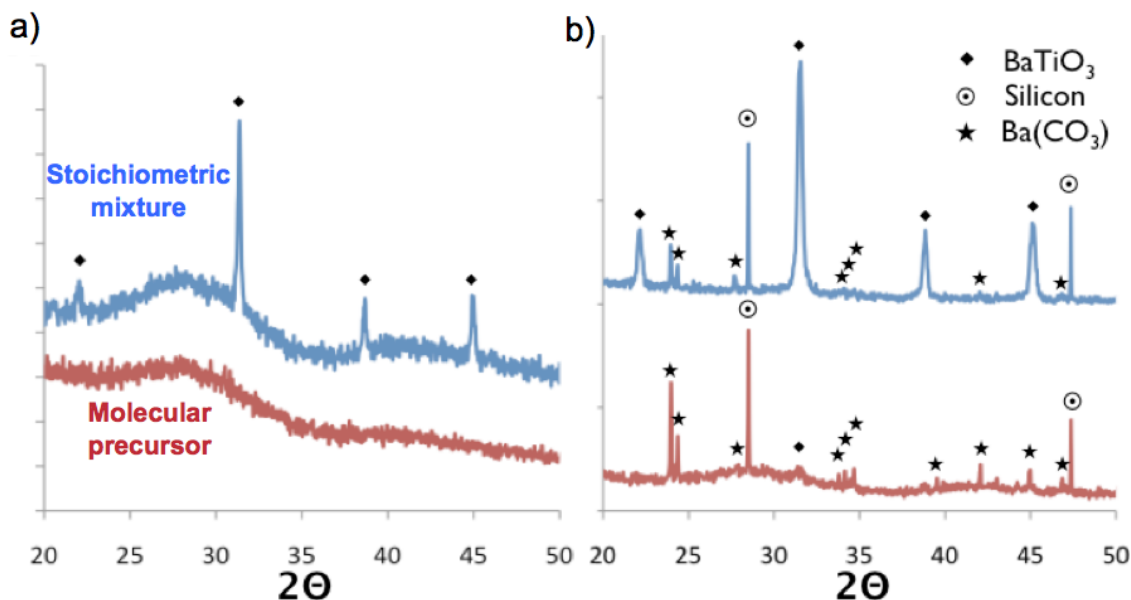 a)
Stoichiometric
mixture
Molecular
precursor
20 25 30 35 40 45 50
2Θ
b)
BaTiO₃
Silicon
Ba(CO₃)
20 25 30 35 40 45 50
2Θ